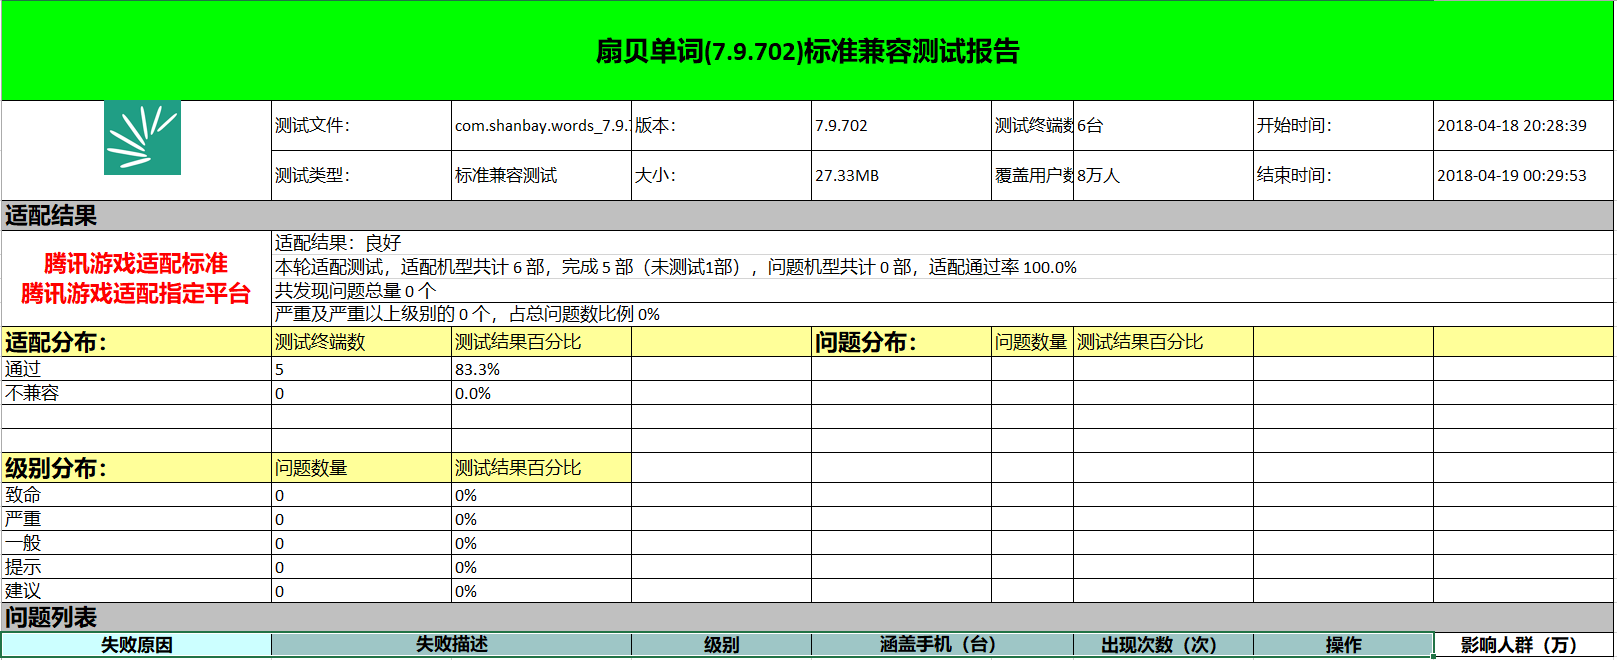 扇贝单词(7.9.702)标准兼容测试报告
测试文件： com.shanbay.words_7.9. 版本： 7.9.702 测试终端数 6台 开始时间： 2018-04-18 20:28:39
测试类型： 标准兼容测试 大小： 27.33MB 覆盖用户数 8万人 结束时间： 2018-04-19 00:29:53
适配结果
腾讯游戏适配标准
腾讯游戏适配指定平台
适配结果：良好
本轮适配测试，适配机型共计 6 部，完成 5 部（未测试1部），问题机型共计 0 部，适配通过率 100.0%
共发现问题总量 0 个
严重及严重以上级别的 0 个，占总问题数比例 0%
适配分布： 测试终端数 测试结果百分比 问题分布： 问题数量 测试结果百分比
通过 5 83.3%
不兼容 0 0.0%
级别分布： 问题数量 测试结果百分比
致命 0 0%
严重 0 0%
一般 0 0%
提示 0 0%
建议 0 0%
问题列表
失败原因 失败描述 级别 涵盖手机（台） 出现次数（次） 操作 影响人群（万）